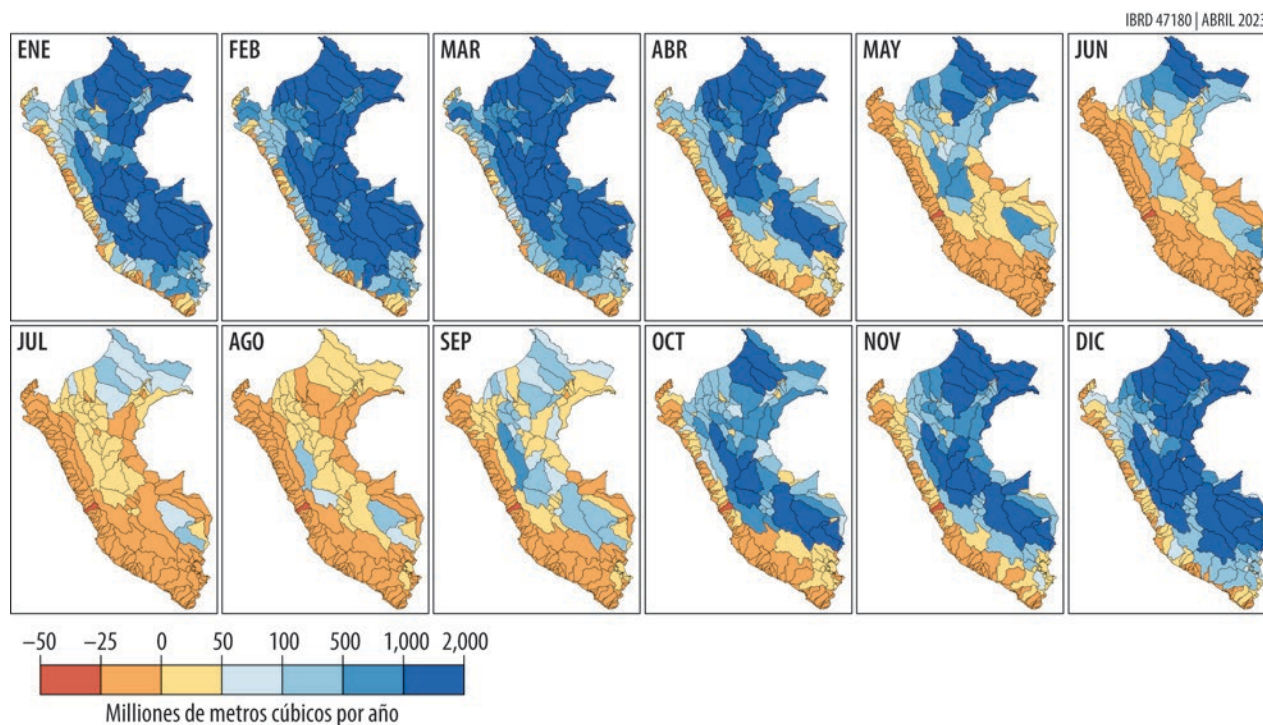 IBRD 47180 | ABRIL 2023
ENE FEB MAR ABR MAY JUN
JUL AGO SEP OCT NOV DIC
–50 –25 0 50 100 500 1,000 2,000
Milliones de metros cúbicos por año